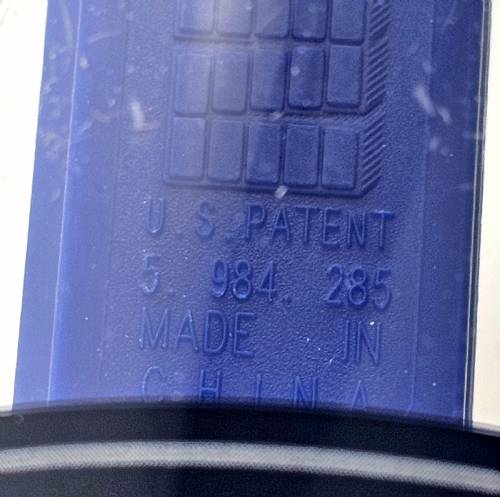 U.S.PATENT
5. 984. 285
MADE IN
CHINA